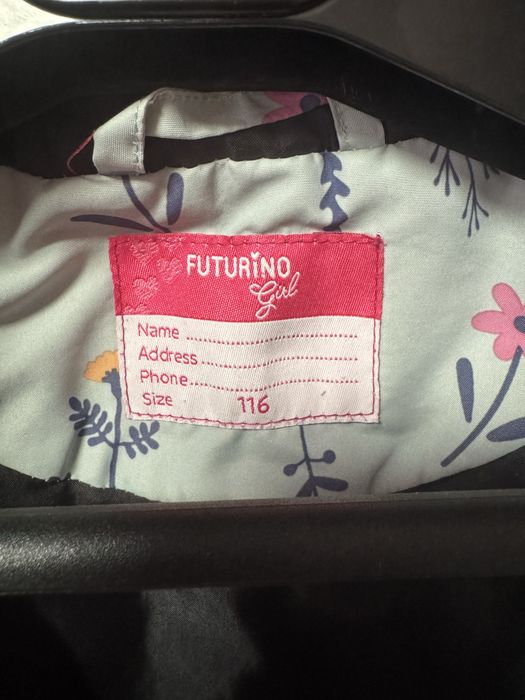 FUTURINO
Girl
Name
Address
Phone
Size 116